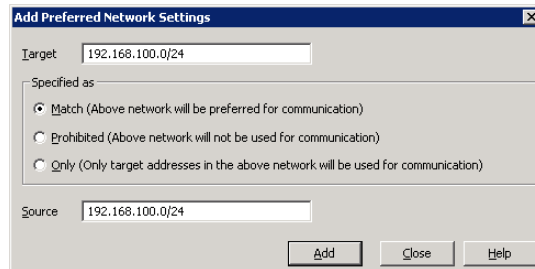 Add Preferred Network Settings
Target 192.168.100.0/24
Specified as
Match (Above network will be preferred for communication)
Prohibited (Above network will not be used for communication)
Only (Only target addresses in the above network will be used for communication)
Source 192.168.100.0/24
Add Close Help